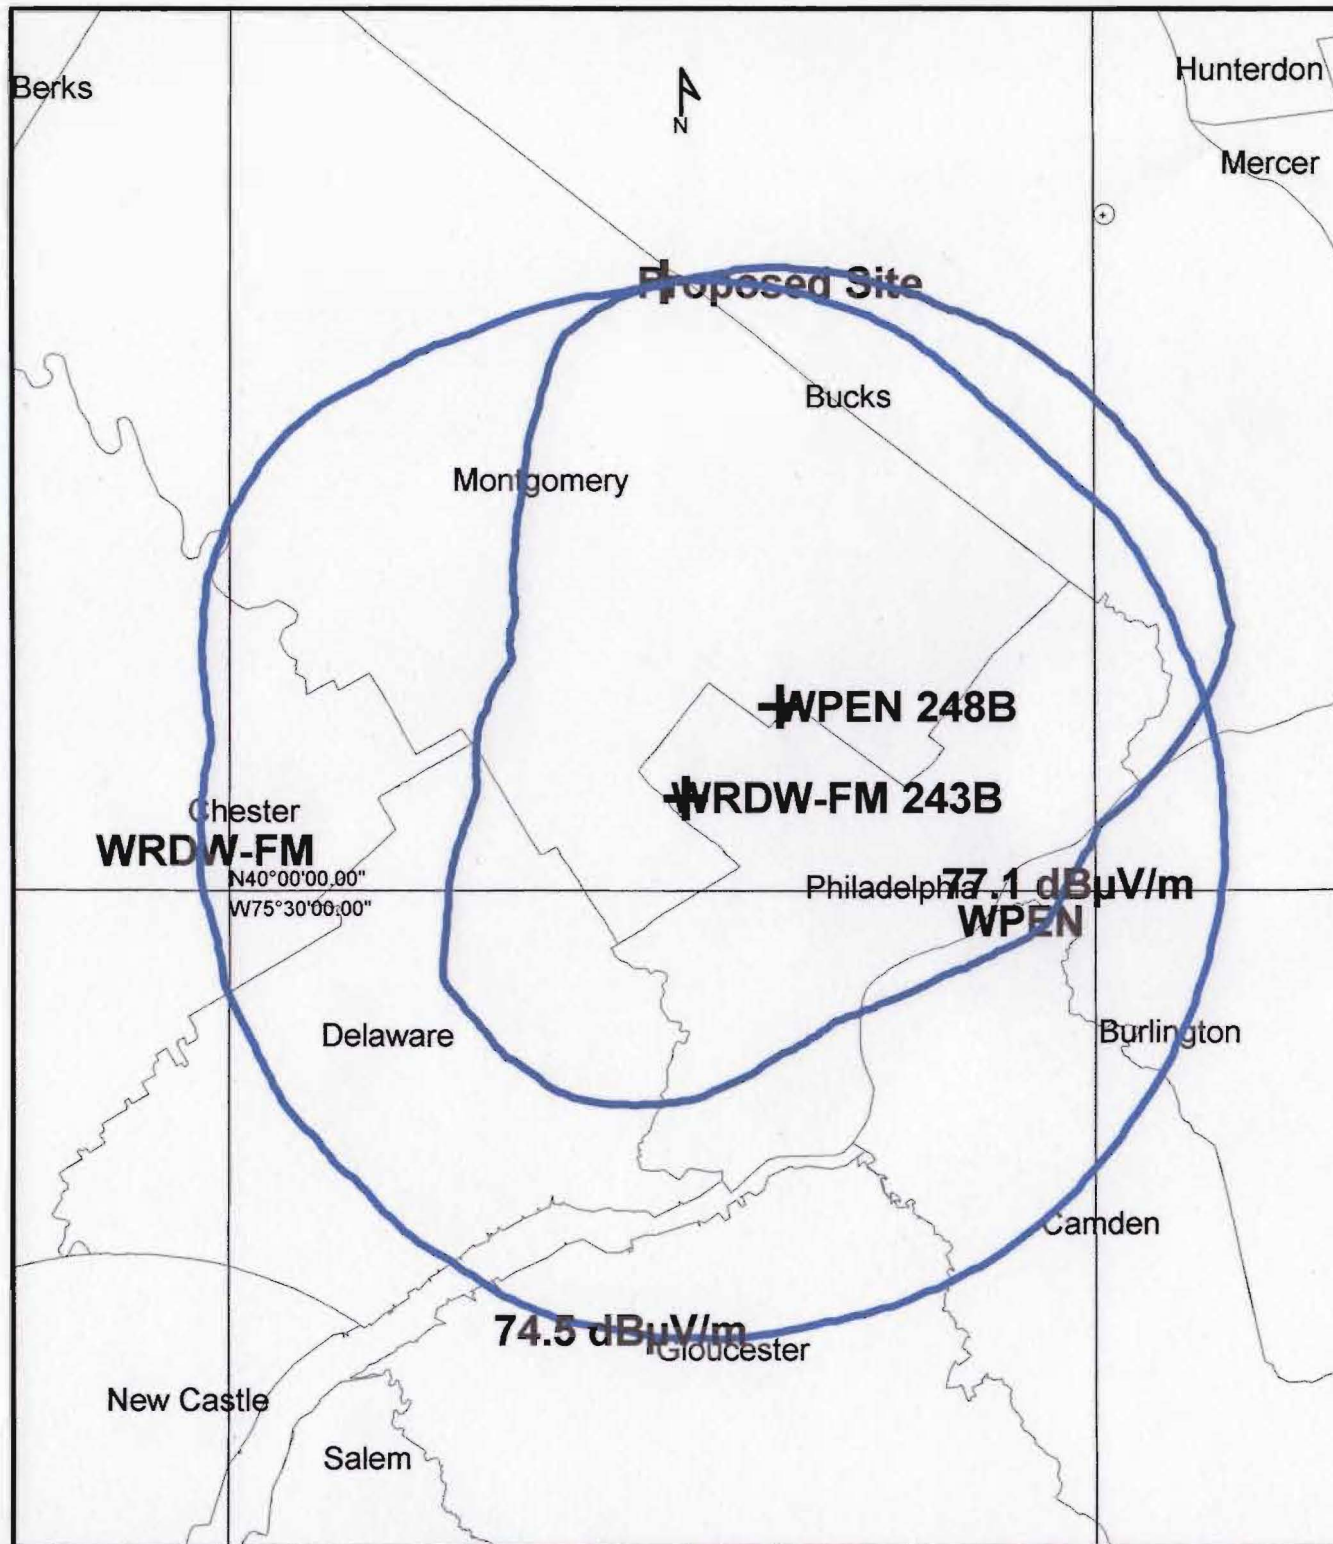 Berks
Hunterdon
N
Mercer
Proposed Site
Bucks
Montgomery
WPEN 248B
WRDW-FM 243B
Chester
WRDW-FM
N40°00'00.00"
W75°30'00.00"
Philadelphia
77.1 dBµV/m
WPEN
Delaware
Burlington
Camden
74.5 dBµV/m
Gloucester
New Castle
Salem